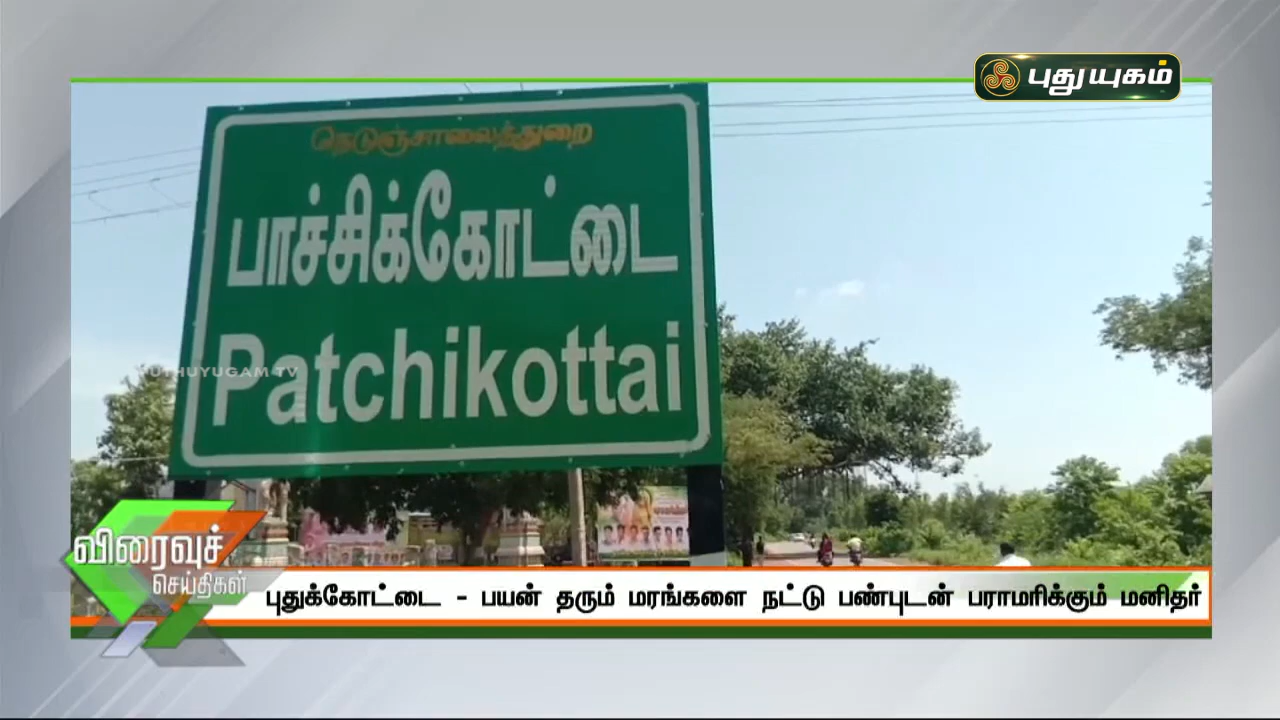 புதுயுகம்
நெடுஞ்சாலைத்துறை
பாச்சிக்கோட்டை
Patchikottai
PUTHUYUGAM TV
விரைவுச்
செய்திகள்
புதுக்கோட்டை - பயன் தரும் மரங்களை நட்டு பண்புடன் பராமரிக்கும் மனிதர்